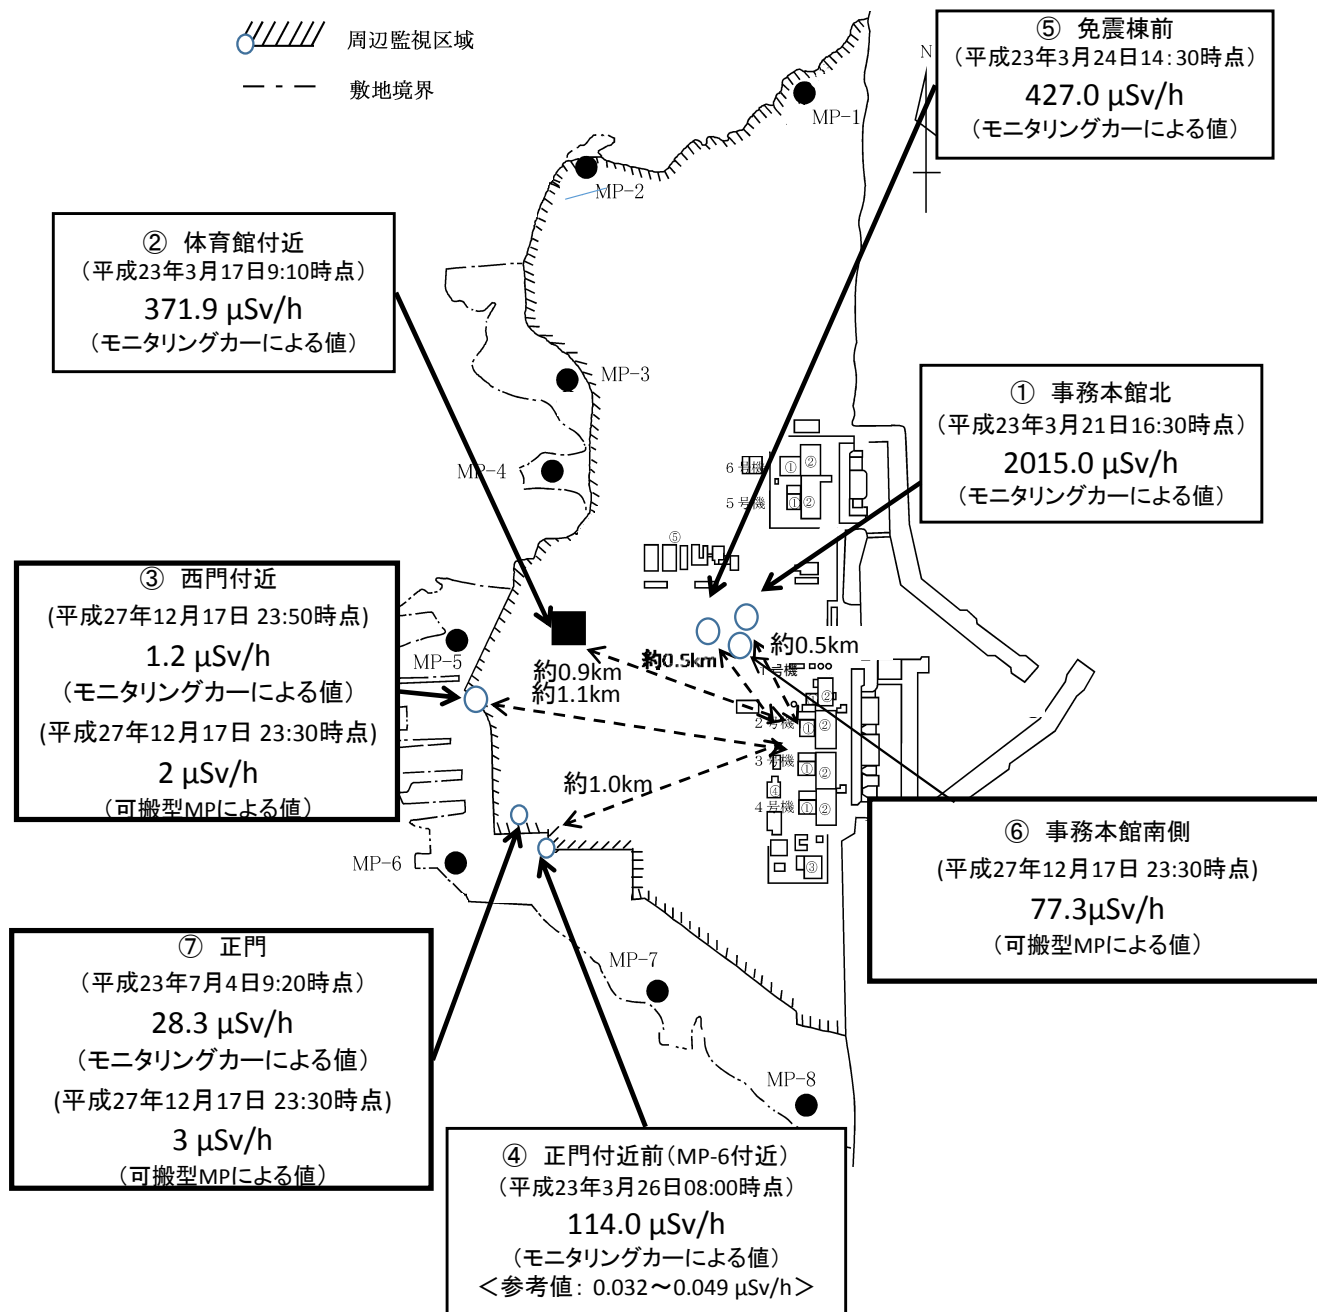 周辺監視区域
敷地境界
N
⑤ 免震棟前
（平成23年3月24日14：30時点）
427.0 μSv/h
（モニタリングカーによる値）
MP-1
MP-2
② 体育館付近
（平成23年3月17日9:10時点）
371.9 μSv/h
（モニタリングカーによる値）
MP-3
MP-4
① 事務本館北
（平成23年3月21日16:30時点）
2015.0 μSv/h
（モニタリングカーによる値）
6号機
①
②
5号機
①
②
⑤
③ 西門付近
(平成27年12月17日 23:50時点)
1.2 μSv/h
（モニタリングカーによる値）
(平成27年12月17日 23:30時点)
2 μSv/h
（可搬型MPによる値）
MP-5
約0.9km
約1.1km
約0.5km
約0.5km
1号機
②
2号機
①
②
3号機
①
②
④
4号機
①
②
③
約1.0km
MP-6
⑥ 事務本館南側
(平成27年12月17日 23:30時点)
77.3μSv/h
（可搬型MPによる値）
⑦ 正門
（平成23年7月4日9:20時点）
28.3 μSv/h
（モニタリングカーによる値）
(平成27年12月17日 23:30時点)
3 μSv/h
（可搬型MPによる値）
MP-7
MP-8
④ 正門付近前（MP-6付近）
（平成23年3月26日08:00時点）
114.0 μSv/h
（モニタリングカーによる値）
＜参考値：0.032～0.049 μSv/h＞